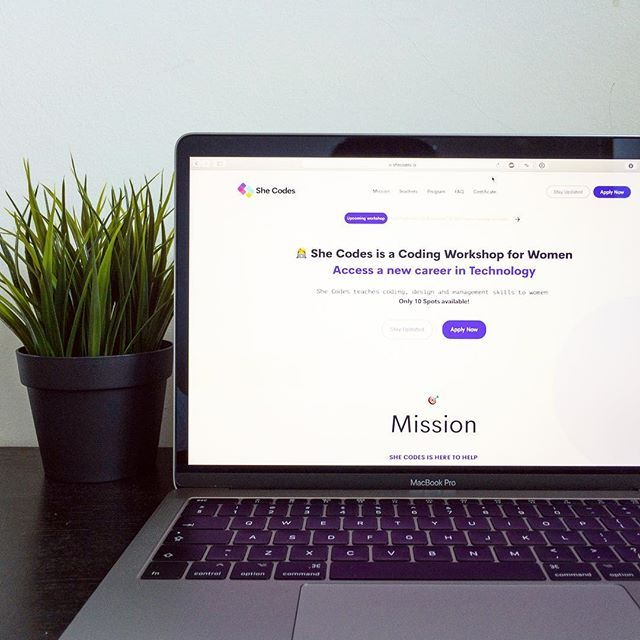 shecodes.io
She Codes
Mission Teachers Program FAQ Certificate
Stay Updated
Apply Now
Upcoming workshop
She Codes is a Coding Workshop for Women
Access a new career in Technology
She Codes teaches coding, design and management skills to women
Only 10 Spots available!
Stay Updated
Apply Now
Mission
SHE CODES IS HERE TO HELP
MacBook Pro
esc
Q W E R T Y U I O P
A S D F G H J K L
Z X C V B N M
fn control option command command option